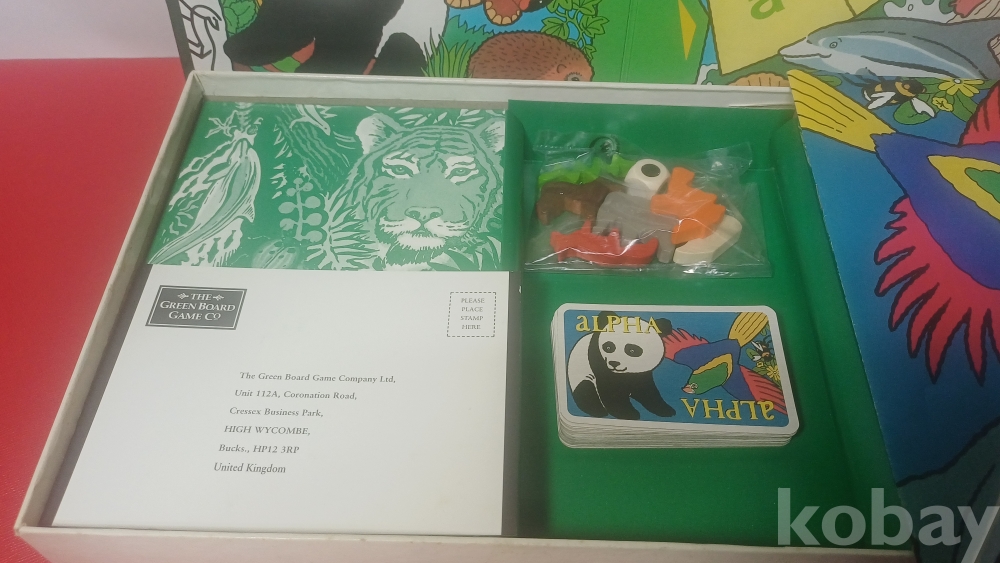 a
THE
GREEN BOARD
GAME CO
PLEASE
PLACE
STAMP
HERE
The Green Board Game Company Ltd,
Unit 112A, Coronation Road,
Cressex Business Park,
HIGH WYCOMBE,
Bucks., HP12 3RP
United Kingdom
aLPHA
aLPHA
kobay